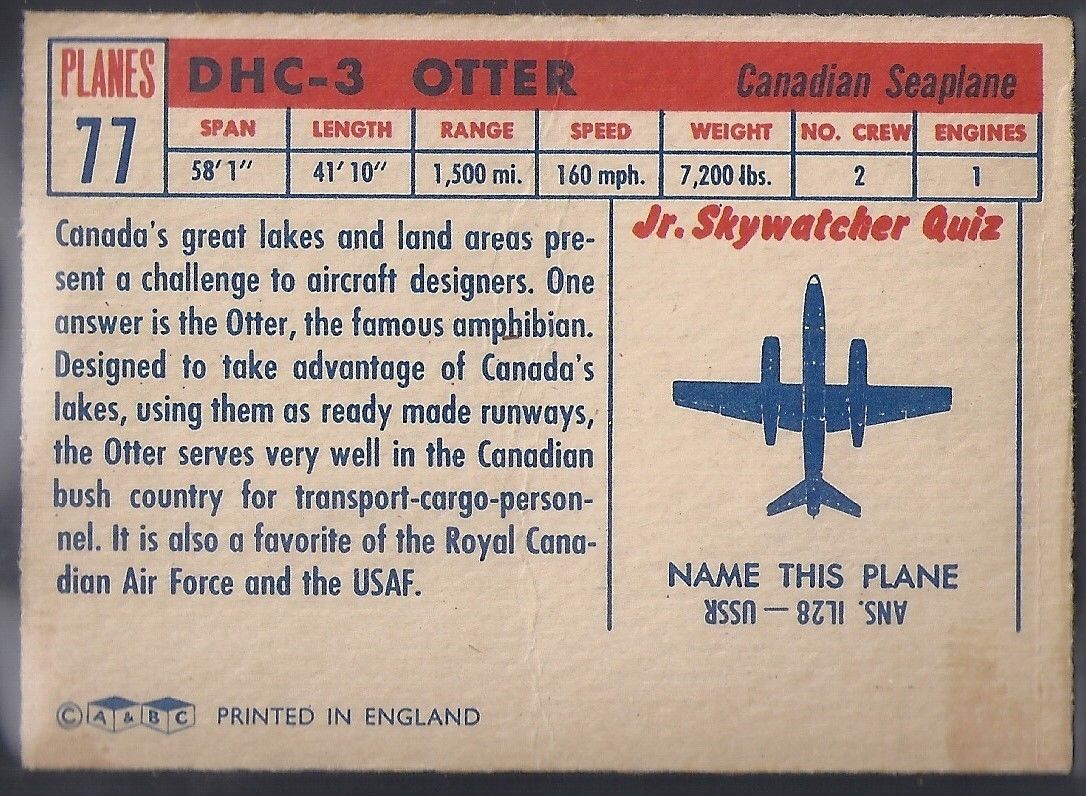 PLANES
77
DHC-3 OTTER
Canadian Seaplane
SPAN LENGTH RANGE SPEED WEIGHT NO. CREW ENGINES
58'1" 41'10" 1,500 mi. 160 mph. 7,200 lbs. 2 1
Canada's great lakes and land areas pre-
sent a challenge to aircraft designers. One
answer is the Otter, the famous amphibian.
Designed to take advantage of Canada's
lakes, using them as ready made runways,
the Otter serves very well in the Canadian
bush country for transport-cargo-person-
nel. It is also a favorite of the Royal Cana-
dian Air Force and the USAF.
Jr. Skywatcher Quiz
NAME THIS PLANE
ANS. IL28 — USSR
© A & B C PRINTED IN ENGLAND